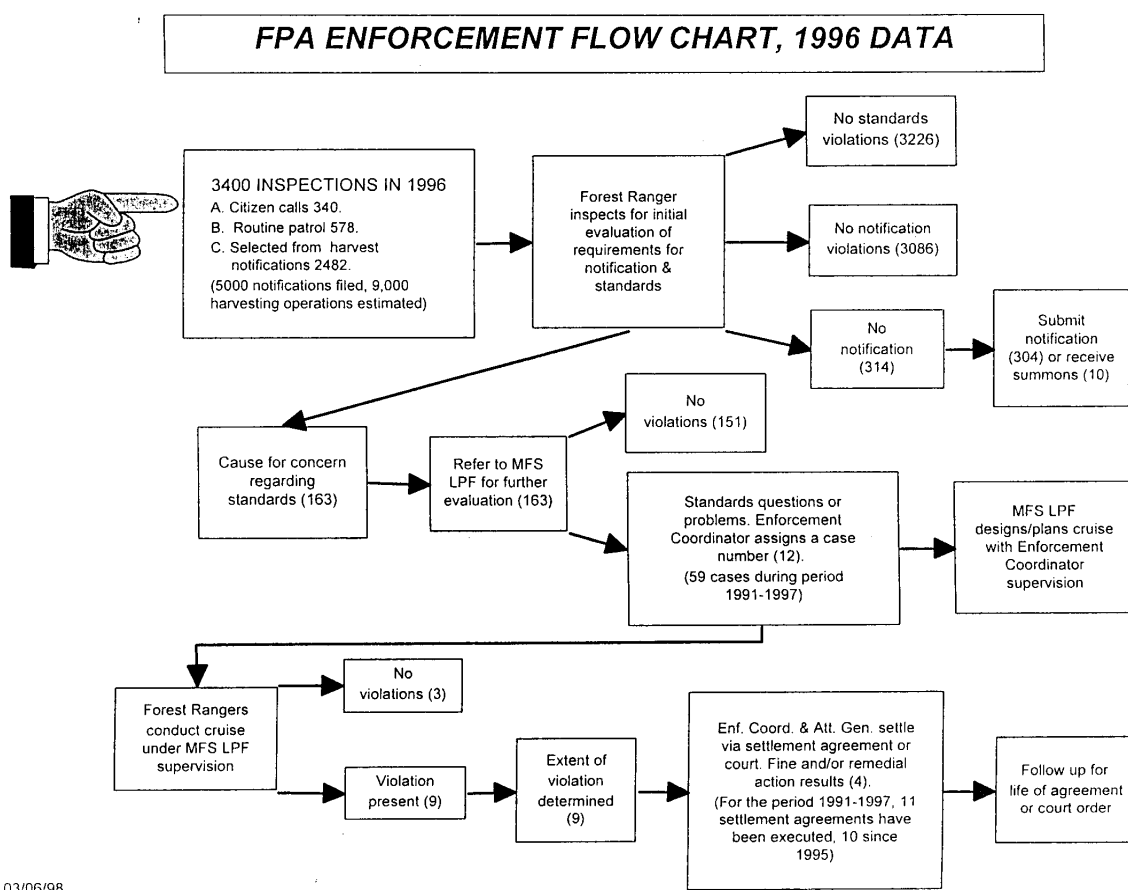 FPA ENFORCEMENT FLOW CHART, 1996 DATA
3400 INSPECTIONS IN 1996
A. Citizen calls 340.
B. Routine patrol 578.
C. Selected from harvest
notifications 2482.
(5000 notifications filed, 9,000
harvesting operations estimated)
Forest Ranger
inspects for initial
evaluation of
requirements for
notification &
standards
No standards
violations (3226)
No notification
violations (3086)
No
notification
(314)
Submit
notification
(304) or receive
summons (10)
Cause for concern
regarding
standards (163)
Refer to MFS
LPF for further
evaluation (163)
No
violations (151)
Standards questions or
problems. Enforcement
Coordinator assigns a case
number (12).
(59 cases during period
1991-1997)
MFS LPF
designs/plans cruise
with Enforcement
Coordinator
supervision
Forest Rangers
conduct cruise
under MFS LPF
supervision
No
violations (3)
Violation
present (9)
Extent of
violation
determined
(9)
Enf. Coord. & Att. Gen. settle
via settlement agreement or
court. Fine and/or remedial
action results (4).
(For the period 1991-1997, 11
settlement agreements have
been executed, 10 since
1995)
Follow up for
life of agreement
or court order
03/06/98